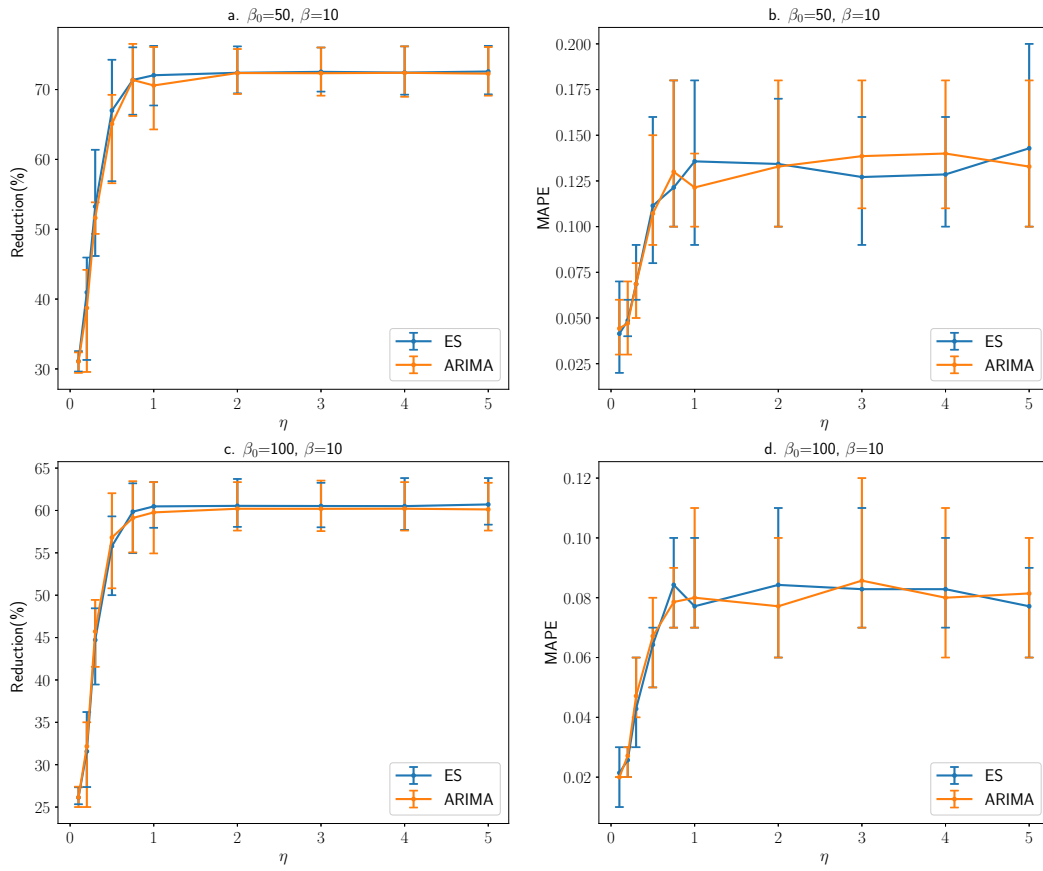 a. β₀=50, β=10
Reduction(%)
70
60
50
40
30
0
1
2
3
4
5
η
ES
ARIMA
b. β₀=50, β=10
MAPE
0.200
0.175
0.150
0.125
0.100
0.075
0.050
0.025
0
1
2
3
4
5
η
ES
ARIMA
c. β₀=100, β=10
Reduction(%)
65
60
55
50
45
40
35
30
25
0
1
2
3
4
5
η
ES
ARIMA
d. β₀=100, β=10
MAPE
0.12
0.10
0.08
0.06
0.04
0.02
0
1
2
3
4
5
η
ES
ARIMA